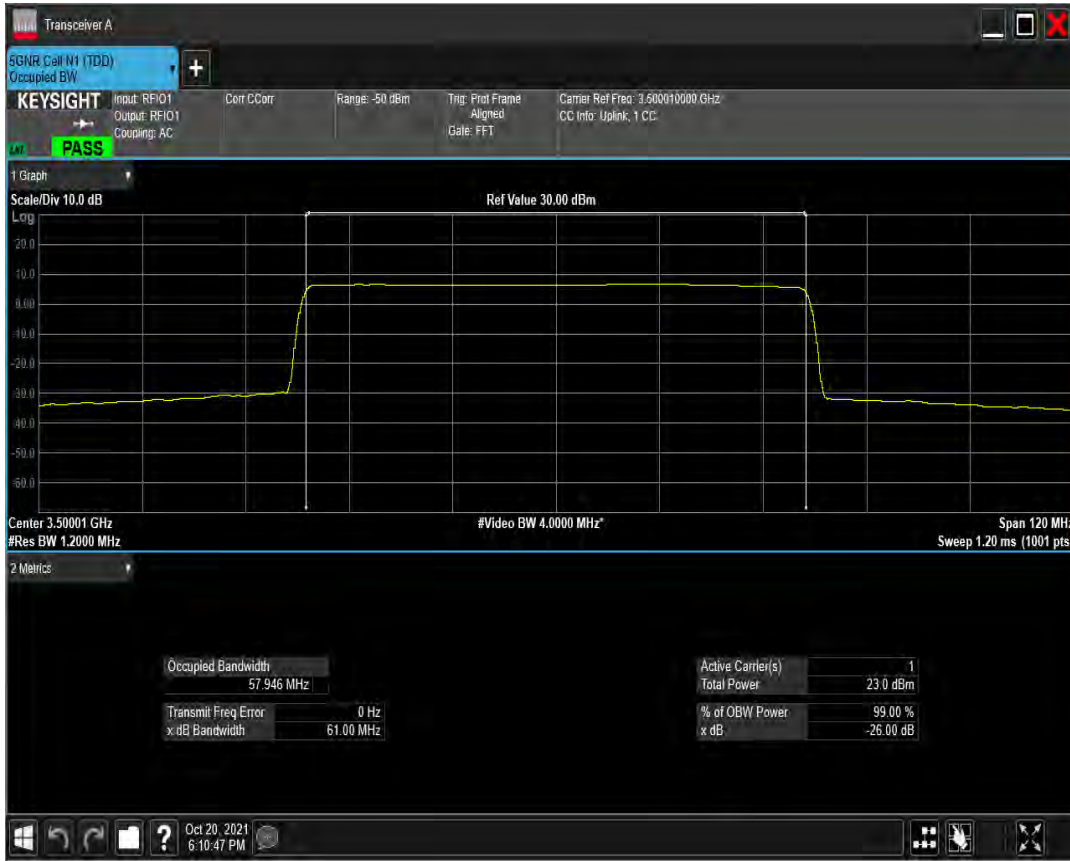 Transceiver A
5GNR Cell N1 (TDD)
Occupied BW
+
KEYSIGHT
Input: RFIO1
Output: RFIO1
Coupling: AC
Corr CCorr
Range: -50 dBm
Trig: Prot Frame
Aligned
Gate: FFT
Carrier Ref Freq: 3.500010000 GHz
CC Info: Uplink, 1 CC
PASS
1 Graph
Scale/Div 10.0 dB
Ref Value 30.00 dBm
Log
20.0
10.0
0.00
-10.0
-20.0
-30.0
-40.0
-50.0
-60.0
Center 3.50001 GHz
#Video BW 4.0000 MHz*
Span 120 MHz
#Res BW 1.2000 MHz
Sweep 1.20 ms (1001 pts
2 Metrics
Occupied Bandwidth
57.946 MHz
Transmit Freq Error 0 Hz
x dB Bandwidth 61.00 MHz
Active Carrier(s) 1
Total Power 23.0 dBm
% of OBW Power 99.00 %
x dB -26.00 dB
?
Oct 20, 2021
6:10:47 PM